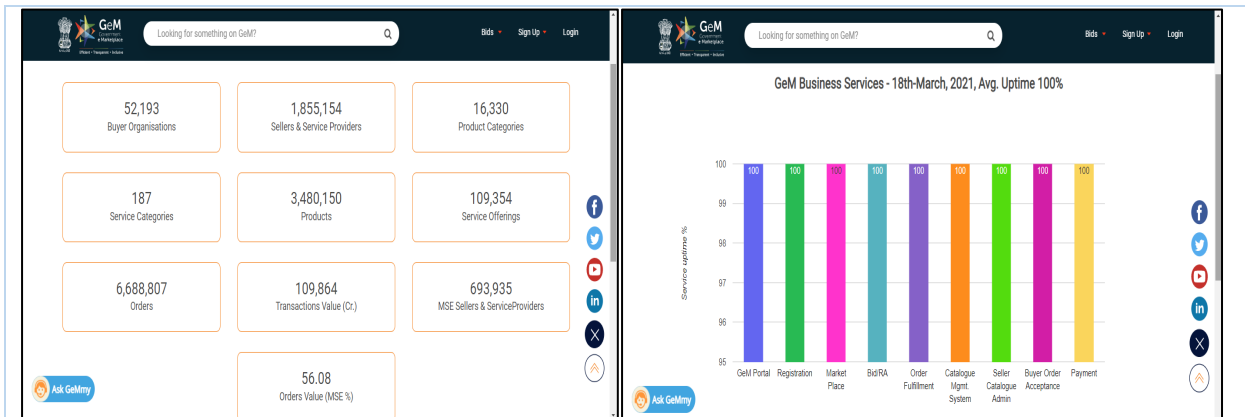 GeM
Government
e Marketplace
Efficient • Transparent • Inclusive
Looking for something on GeM?
Bids
Sign Up
Login
52,193
Buyer Organisations
1,855,154
Sellers & Service Providers
16,330
Product Categories
187
Service Categories
3,480,150
Products
109,354
Service Offerings
6,688,807
Orders
109,864
Transactions Value (Cr.)
693,935
MSE Sellers & ServiceProviders
56.08
Orders Value (MSE %)
Ask GeMmy
GeM
Government
e Marketplace
Efficient • Transparent • Inclusive
Looking for something on GeM?
Bids
Sign Up
Login
GeM Business Services - 18th-March, 2021, Avg. Uptime 100%
Service uptime %
100
99
98
97
96
95
100
100
100
100
100
100
100
100
100
GeM Portal
Registration
Market
Place
Bid/RA
Order
Fulfillment
Catalogue
Mgmt.
System
Seller
Catalogue
Admin
Buyer Order
Acceptance
Payment
Ask GeMmy